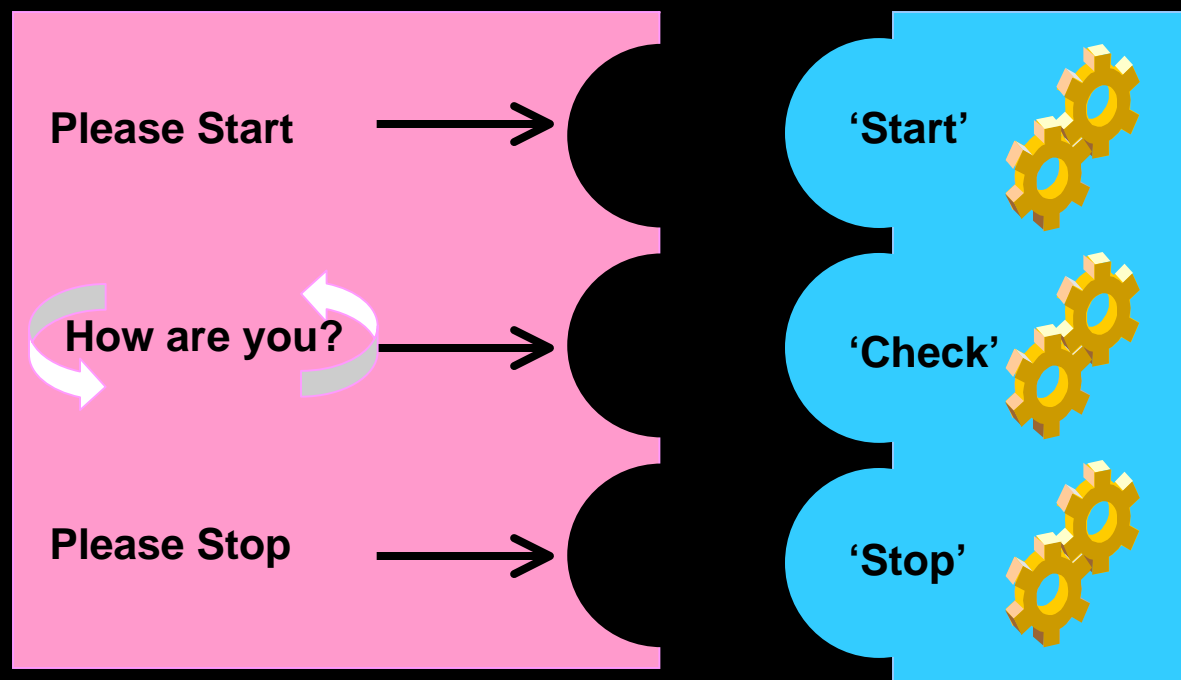 Please Start
‘Start’
How are you?
‘Check’
Please Stop
‘Stop’